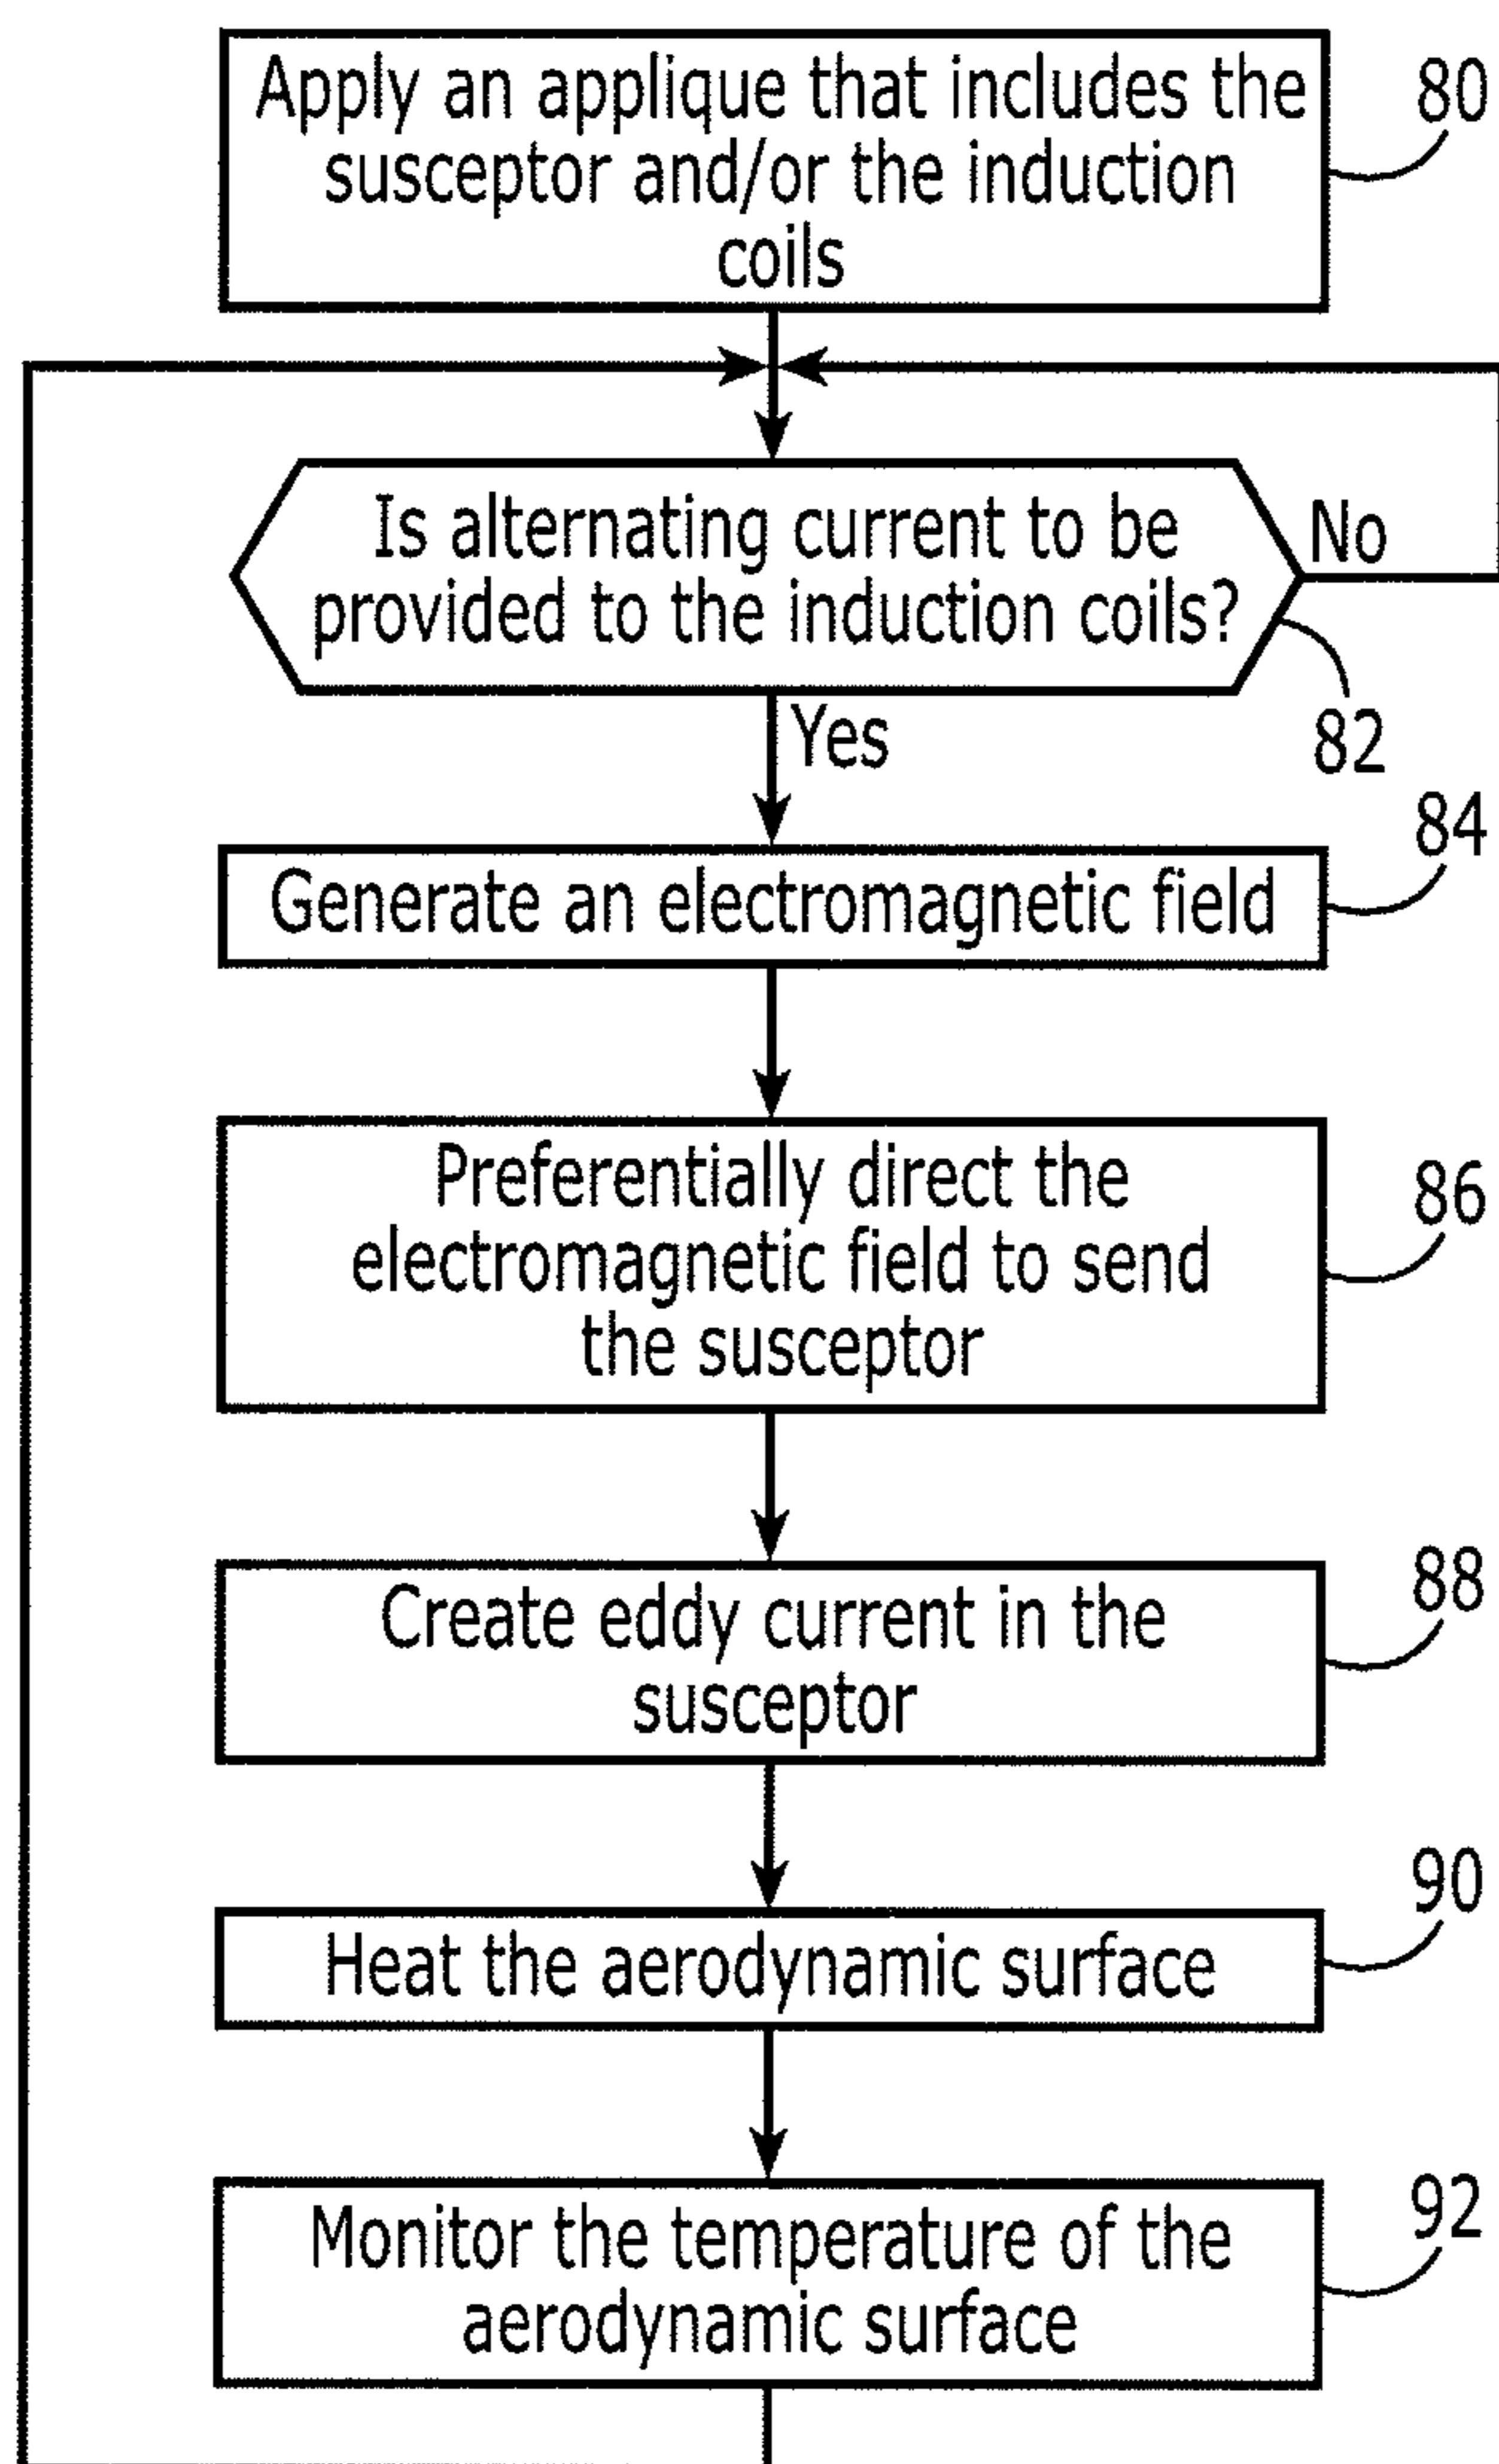 Apply an applique that includes the
susceptor and/or the induction
coils
80
Is alternating current to be
provided to the induction coils?
No
82
Yes
84
Generate an electromagnetic field
Preferentially direct the
electromagnetic field to send
the susceptor
86
Create eddy current in the
susceptor
88
90
Heat the aerodynamic surface
Monitor the temperature of the
aerodynamic surface
92